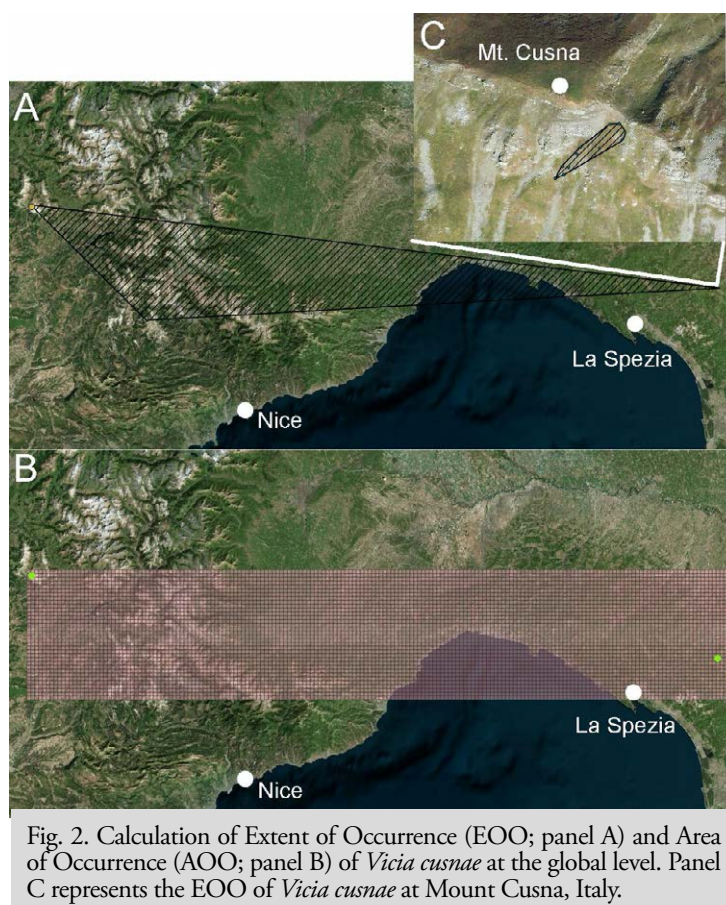 C
Mt. Cusna
A
La Spezia
Nice
B
La Spezia
Nice
Fig. 2. Calculation of Extent of Occurrence (EOO; panel A) and Area
of Occurrence (AOO; panel B) of Vicia cusnae at the global level. Panel
C represents the EOO of Vicia cusnae at Mount Cusna, Italy.